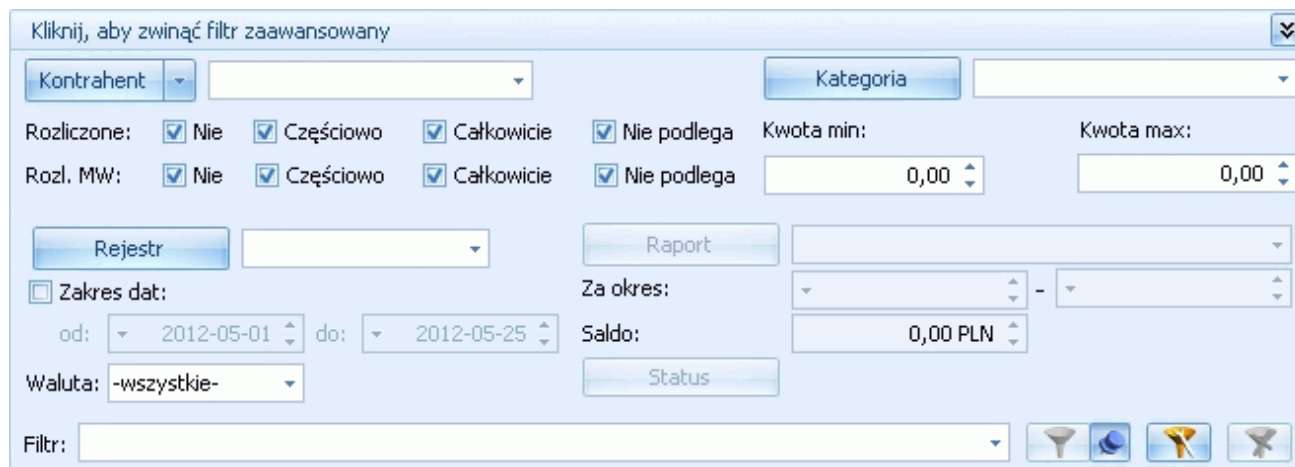 Kliknij, aby zwinąć filtr zaawansowany
Kontrahent Kategoria
Rozliczone: Nie Częściowo Całkowicie Nie podlega Kwota min: Kwota max:
Rozl. MW: Nie Częściowo Całkowicie Nie podlega 0,00 0,00
Rejestr Raport
Zakres dat: Za okres: -
od: 2012-05-01 do: 2012-05-25 Saldo: 0,00 PLN
Waluta: -wszystkie- Status
Filtr: